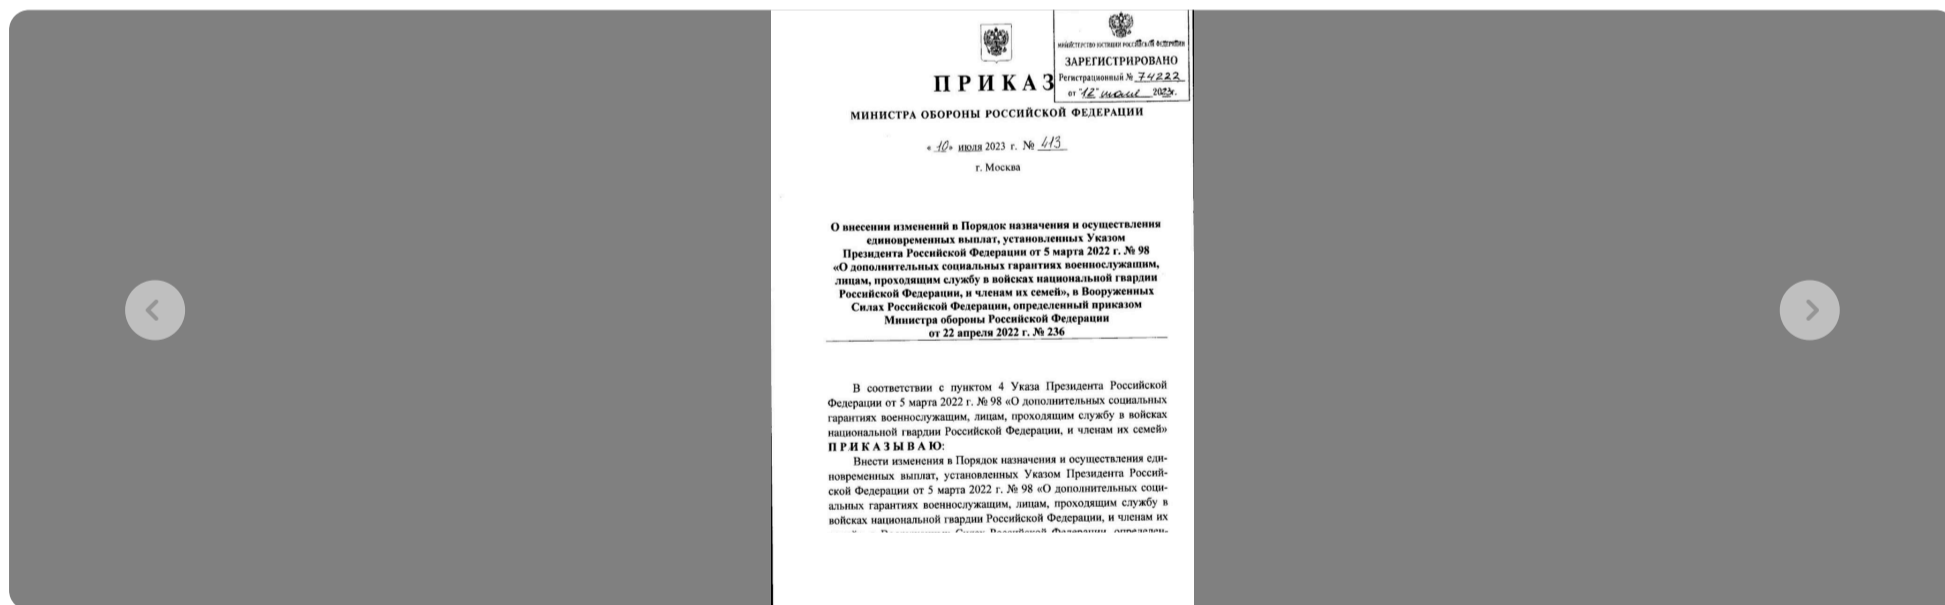 МИНИСТЕРСТВО ЮСТИЦИИ РОССИЙСКОЙ ФЕДЕРАЦИИ
ЗАРЕГИСТРИРОВАНО
Регистрационный № 74222
от "12" июля 2023г.
ПРИКАЗ
МИНИСТРА ОБОРОНЫ РОССИЙСКОЙ ФЕДЕРАЦИИ
«10» июля 2023 г. № 413
г. Москва
О внесении изменений в Порядок назначения и осуществления
единовременных выплат, установленных Указом
Президента Российской Федерации от 5 марта 2022 г. № 98
«О дополнительных социальных гарантиях военнослужащим,
лицам, проходящим службу в войсках национальной гвардии
Российской Федерации, и членам их семей», в Вооруженных
Силах Российской Федерации, определенный приказом
Министра обороны Российской Федерации
от 22 апреля 2022 г. № 236
В соответствии с пунктом 4 Указа Президента Российской
Федерации от 5 марта 2022 г. № 98 «О дополнительных социальных
гарантиях военнослужащим, лицам, проходящим службу в войсках
национальной гвардии Российской Федерации, и членам их семей»
ПРИКАЗЫВАЮ:
Внести изменения в Порядок назначения и осуществления еди-
новременных выплат, установленных Указом Президента Россий-
ской Федерации от 5 марта 2022 г. № 98 «О дополнительных соци-
альных гарантиях военнослужащим, лицам, проходящим службу в
войсках национальной гвардии Российской Федерации, и членам их